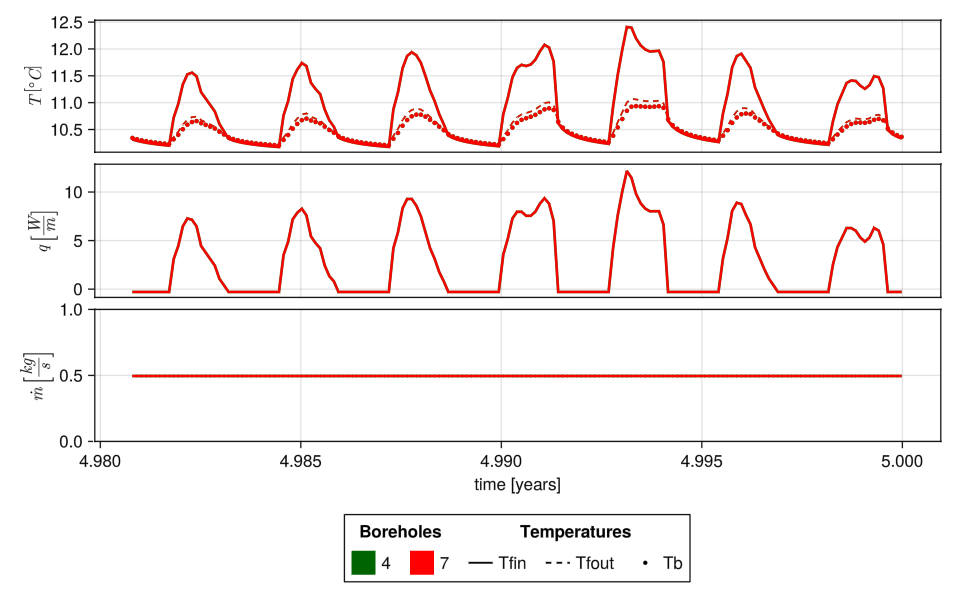 12.5
12.0
11.5
11.0
10.5
T [°C]
10
5
0
q [W/m]
1.0
0.5
0.0
ṁ [kg/s]
4.980 4.985 4.990 4.995 5.000
time [years]
Boreholes Temperatures
4 7 Tfin Tfout Tb